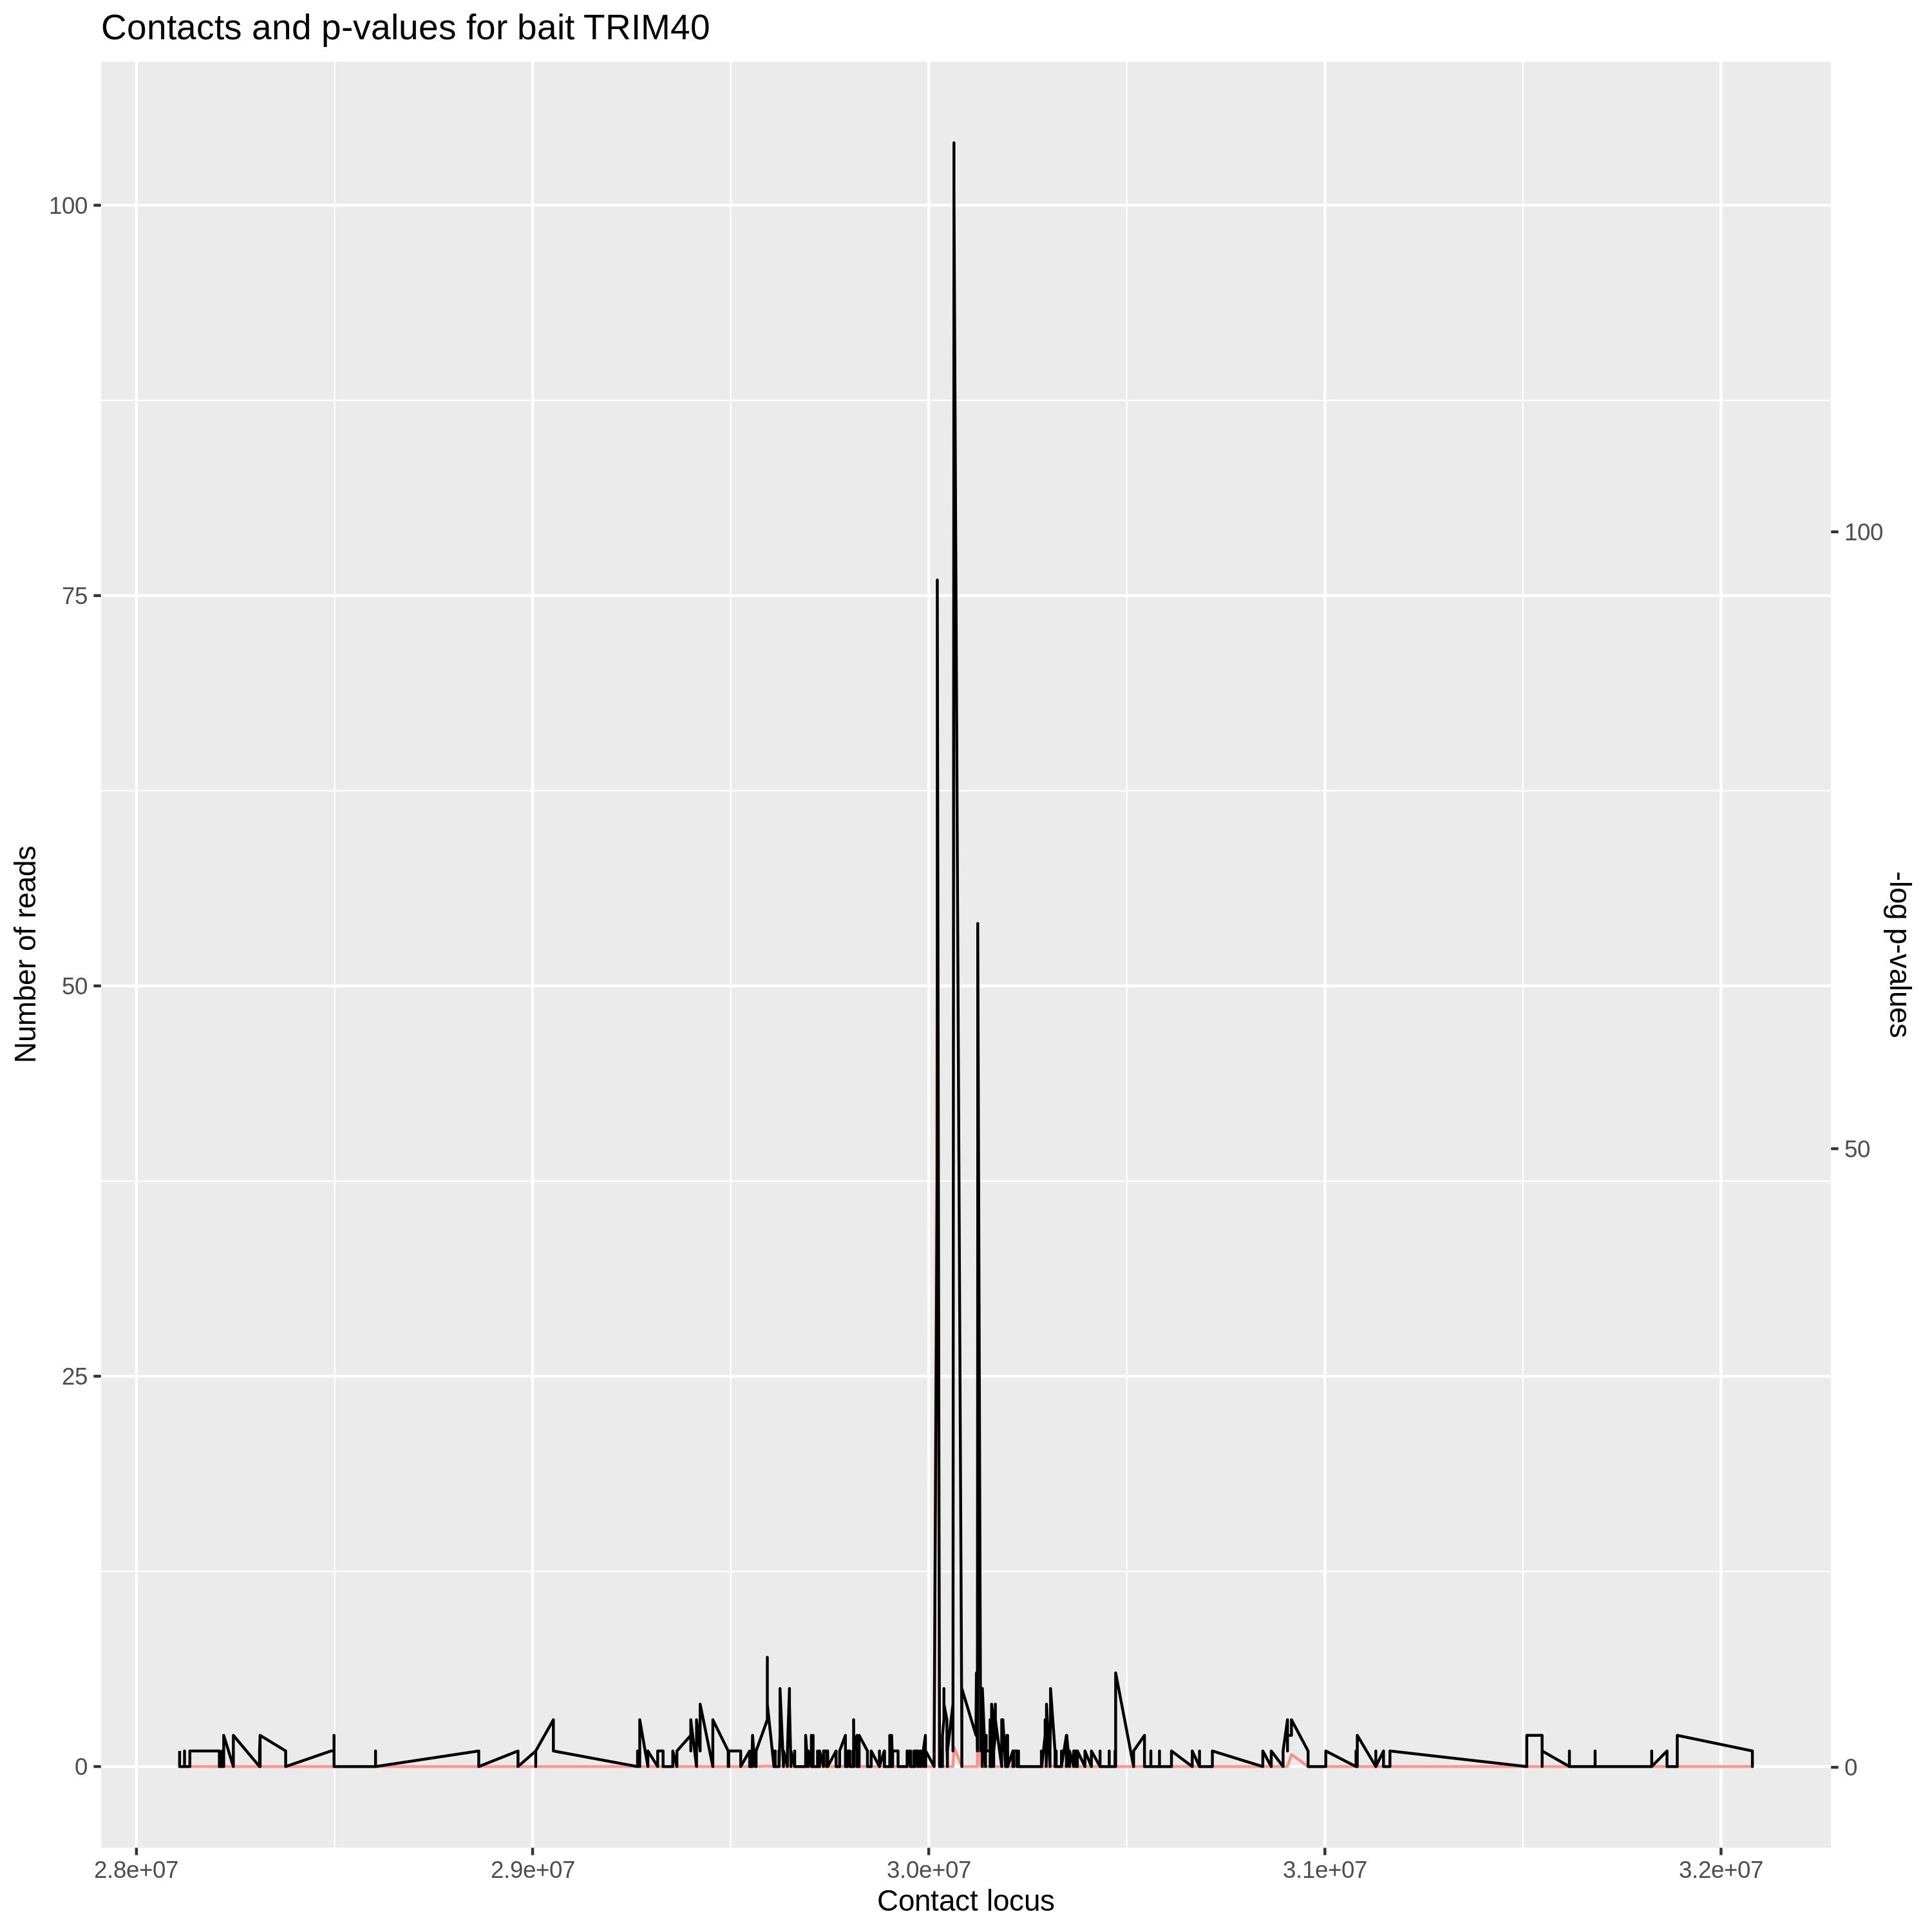 Contacts and p-values for bait TRIM40
100
75
50
25
0
Number of reads
100
50
0
-log p-values
2.8e+07
2.9e+07
3.0e+07
3.1e+07
3.2e+07
Contact locus